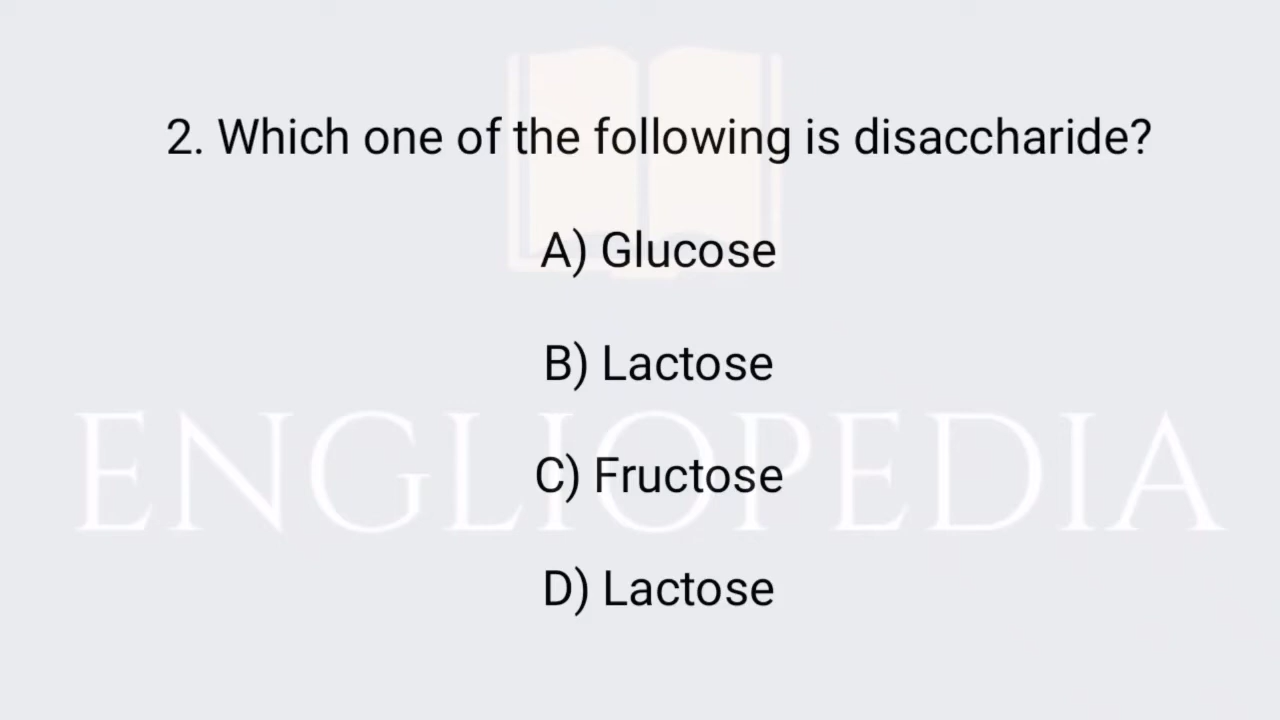 2. Which one of the following is disaccharide?
A) Glucose
B) Lactose
C) Fructose
ENGLIOPEDIA
D) Lactose